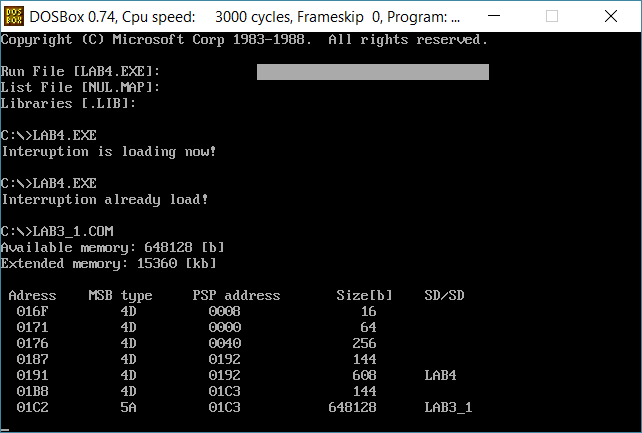 DOSBox 0.74, Cpu speed: 3000 cycles, Frameskip 0, Program: ...
Copyright (C) Microsoft Corp 1983-1988. All rights reserved.
Run File [LAB4.EXE]:
List File [NUL.MAP]:
Libraries [.LIB]:
C:\>LAB4.EXE
Interuption is loading now!
C:\>LAB4.EXE
Interruption already load!
C:\>LAB3_1.COM
Available memory: 648128 [b]
Extended memory: 15360 [kb]
Adress MSB type PSP address Size[b] SD/SD
016F 4D 0008 16
0171 4D 0000 64
0176 4D 0040 256
0187 4D 0192 144
0191 4D 0192 608 LAB4
01B8 4D 01C3 144
01C2 5A 01C3 648128 LAB3_1